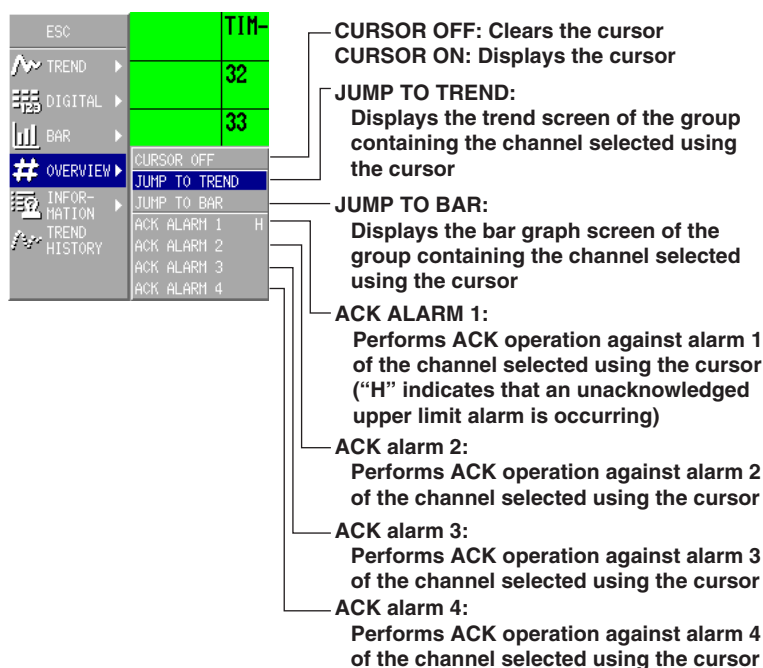 ESC
TREND
DIGITAL
123
BAR
OVERVIEW
INFOR-
MATION
TREND
HISTORY
TIM-
32
33
CURSOR OFF
JUMP TO TREND
JUMP TO BAR
ACK ALARM 1 H
ACK ALARM 2
ACK ALARM 3
ACK ALARM 4
CURSOR OFF: Clears the cursor
CURSOR ON: Displays the cursor
JUMP TO TREND:
Displays the trend screen of the group
containing the channel selected using
the cursor
JUMP TO BAR:
Displays the bar graph screen of the
group containing the channel selected
using the cursor
ACK ALARM 1:
Performs ACK operation against alarm 1
of the channel selected using the cursor
(“H” indicates that an unacknowledged
upper limit alarm is occurring)
ACK alarm 2:
Performs ACK operation against alarm 2
of the channel selected using the cursor
ACK alarm 3:
Performs ACK operation against alarm 3
of the channel selected using the cursor
ACK alarm 4:
Performs ACK operation against alarm 4
of the channel selected using the cursor